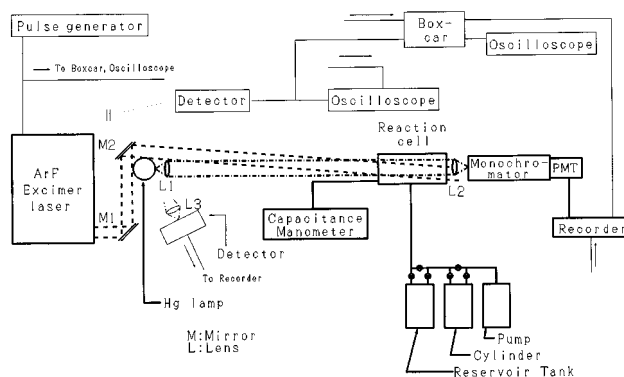 Pulse generator
To Boxcar, Oscilloscope
Box-
car
Oscilloscope
Detector
Oscilloscope
ArF
Excimer
laser
M2
M1
L1
L3
Reaction
cell
L2
Monochro-
mator
PMT
Capacitance
Manometer
Detector
Recorder
To Recorder
Hg lamp
M:Mirror
L:Lens
Pump
Cylinder
Reservoir Tank